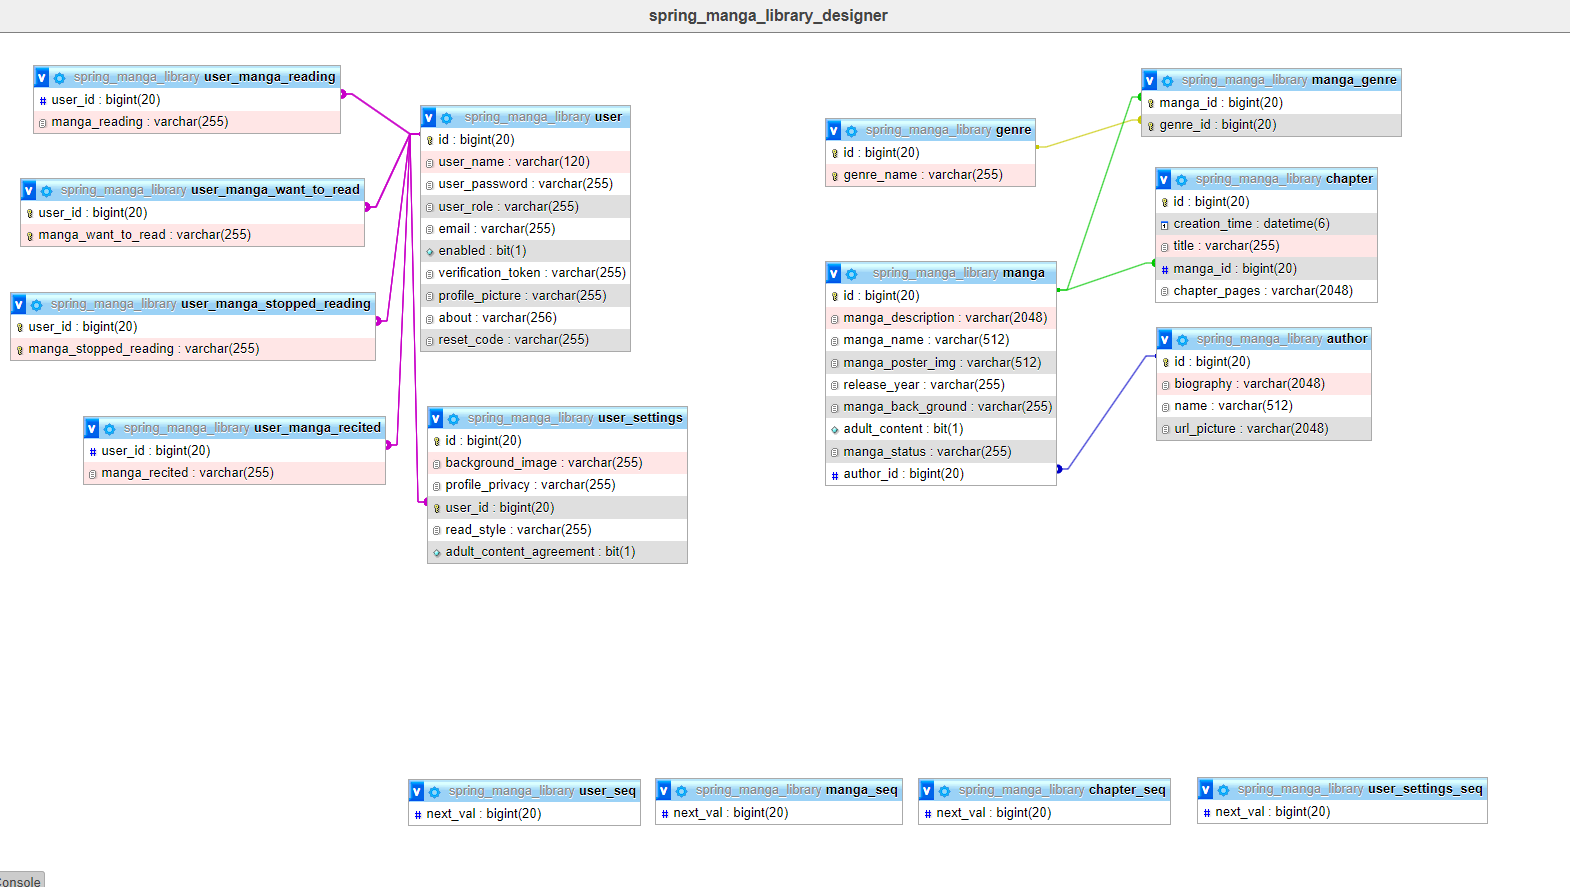 spring_manga_library_designer
spring_manga_library user_manga_reading
user_id : bigint(20)
manga_reading : varchar(255)
spring_manga_library user_manga_want_to_read
user_id : bigint(20)
manga_want_to_read : varchar(255)
spring_manga_library user_manga_stopped_reading
user_id : bigint(20)
manga_stopped_reading : varchar(255)
spring_manga_library user_manga_recited
user_id : bigint(20)
manga_recited : varchar(255)
spring_manga_library user
id : bigint(20)
user_name : varchar(120)
user_password : varchar(255)
user_role : varchar(255)
email : varchar(255)
enabled : bit(1)
verification_token : varchar(255)
profile_picture : varchar(255)
about : varchar(256)
reset_code : varchar(255)
spring_manga_library user_settings
id : bigint(20)
background_image : varchar(255)
profile_privacy : varchar(255)
user_id : bigint(20)
read_style : varchar(255)
adult_content_agreement : bit(1)
spring_manga_library genre
id : bigint(20)
genre_name : varchar(255)
spring_manga_library manga
id : bigint(20)
manga_description : varchar(2048)
manga_name : varchar(512)
manga_poster_img : varchar(512)
release_year : varchar(255)
manga_back_ground : varchar(255)
adult_content : bit(1)
manga_status : varchar(255)
author_id : bigint(20)
spring_manga_library manga_genre
manga_id : bigint(20)
genre_id : bigint(20)
spring_manga_library chapter
id : bigint(20)
creation_time : datetime(6)
title : varchar(255)
manga_id : bigint(20)
chapter_pages : varchar(2048)
spring_manga_library author
id : bigint(20)
biography : varchar(2048)
name : varchar(512)
url_picture : varchar(2048)
spring_manga_library user_seq
next_val : bigint(20)
spring_manga_library manga_seq
next_val : bigint(20)
spring_manga_library chapter_seq
next_val : bigint(20)
spring_manga_library user_settings_seq
next_val : bigint(20)
Console